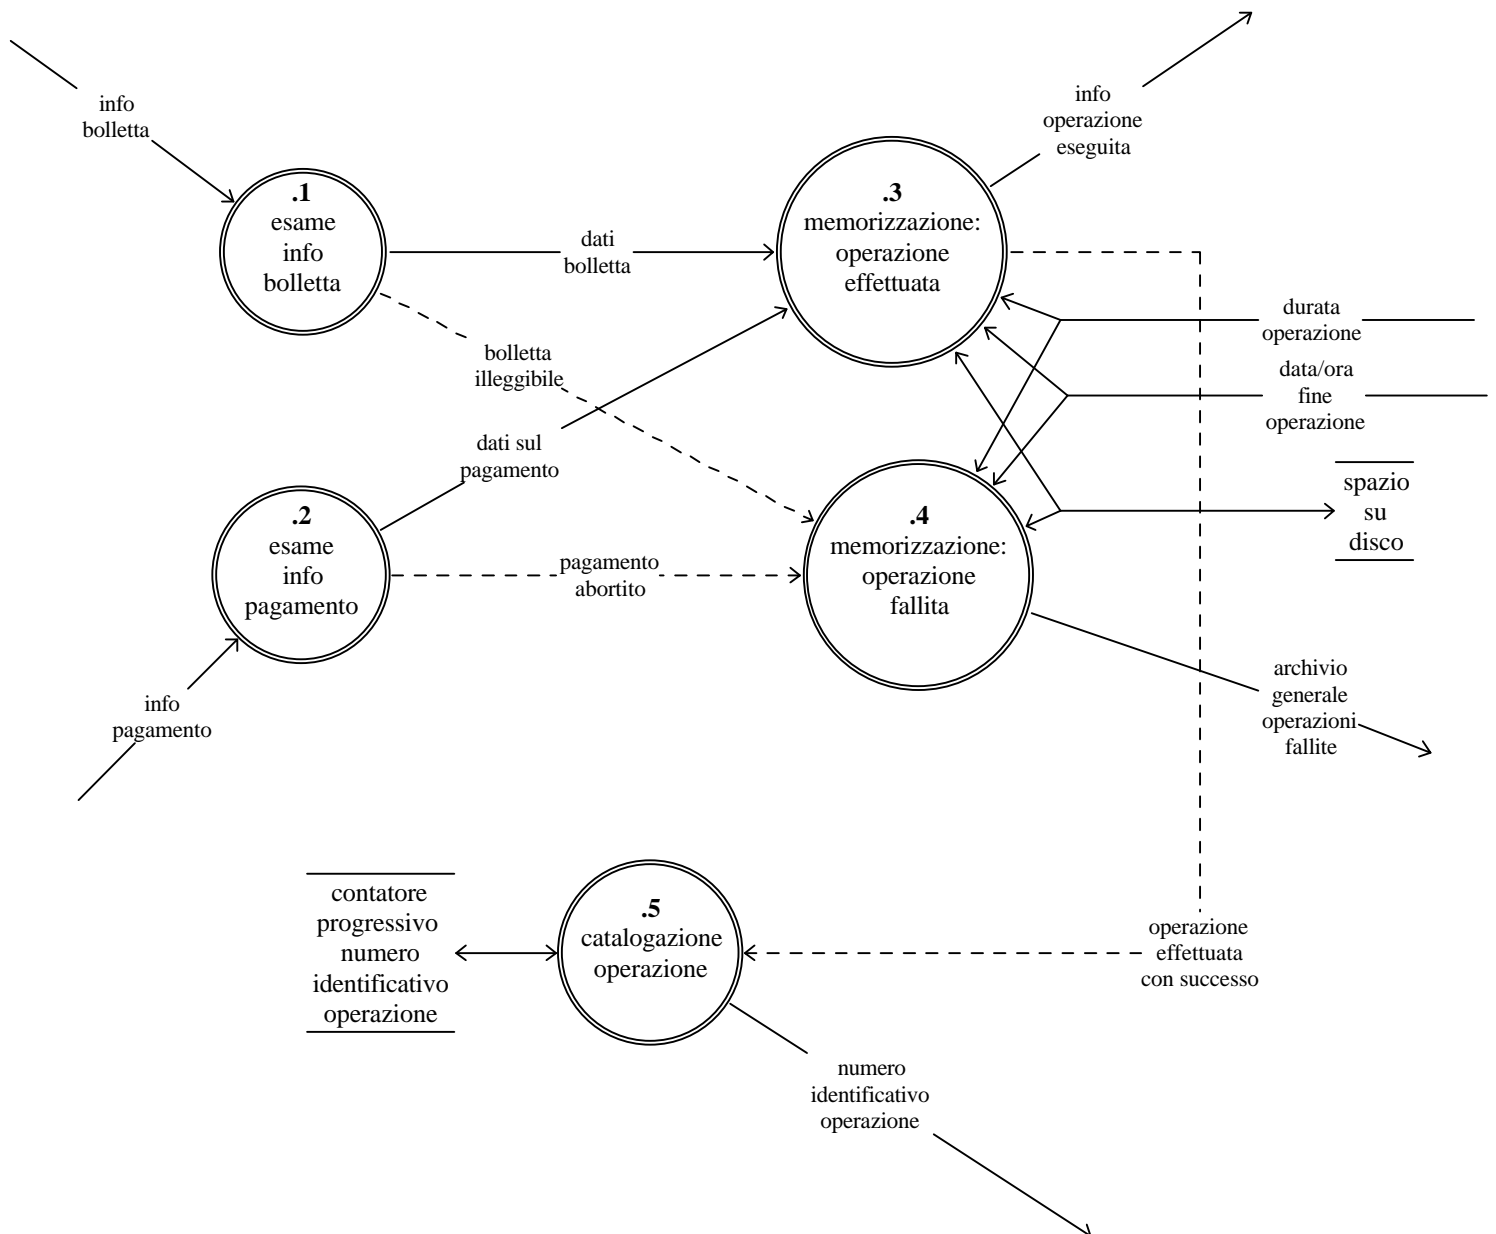 info
bolletta
info
operazione
eseguita
.1
esame
info
bolletta
dati
bolletta
.3
memorizzazione:
operazione
effettuata
durata
operazione
bolletta
illeggibile
data/ora
fine
operazione
dati sul
pagamento
spazio
su
disco
.2
esame
info
pagamento
pagamento
abortito
.4
memorizzazione:
operazione
fallita
info
pagamento
archivio
generale
operazioni
fallite
contatore
progressivo
numero
identificativo
operazione
.5
catalogazione
operazione
operazione
effettuata
con successo
numero
identificativo
operazione